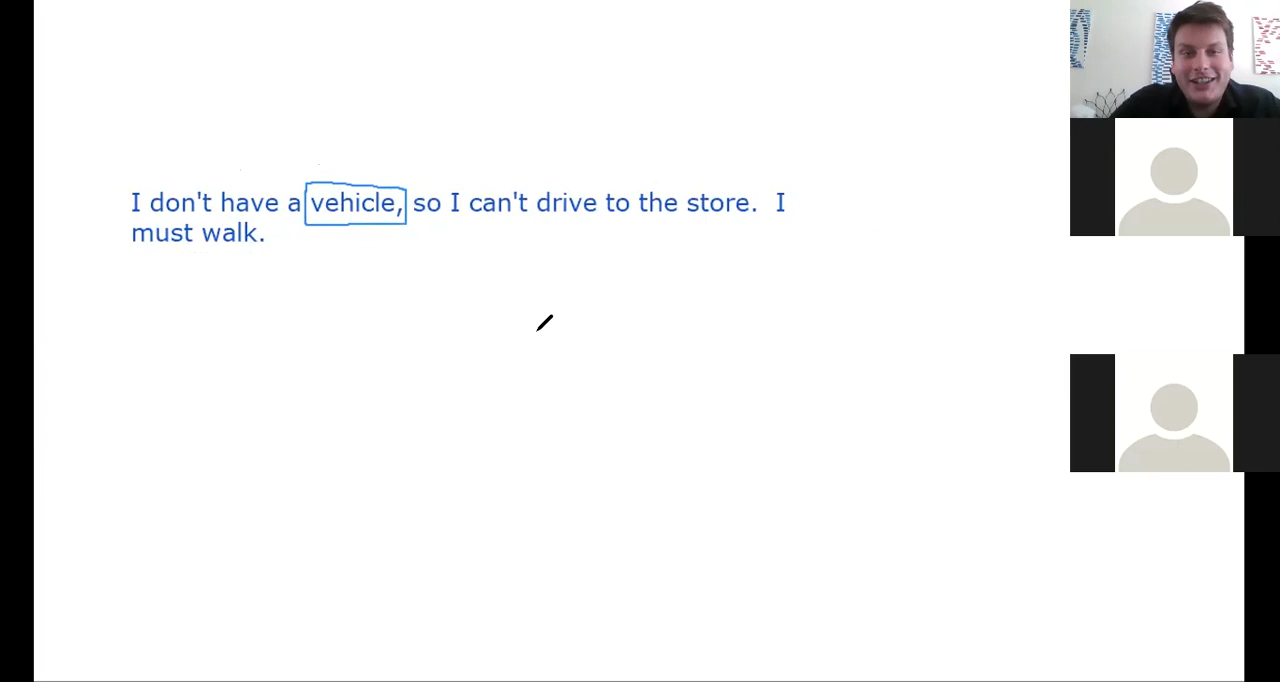 I don't have a vehicle, so I can't drive to the store.  I
must walk.